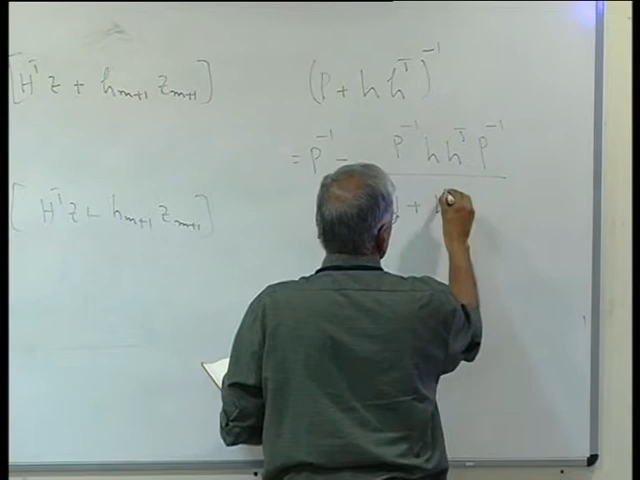 [H^T z + h_{m+1} z_{m+1}]
[H^T z + h_{m+1} z_{m+1}]
(P + h h^T)^{-1}
= P^{-1} - P^{-1} h h^T P^{-1}
+